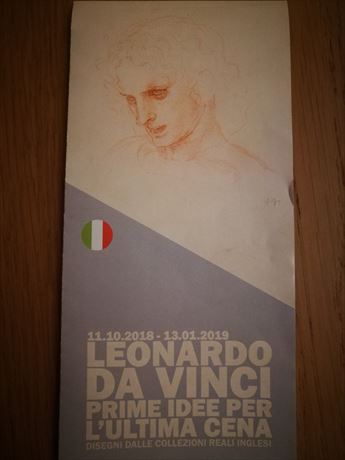 11.10.2018 - 13.01.2019
LEONARDO
DA VINCI
PRIME IDEE PER
L'ULTIMA CENA
DISEGNI DALLE COLLEZIONI REALI INGLESI